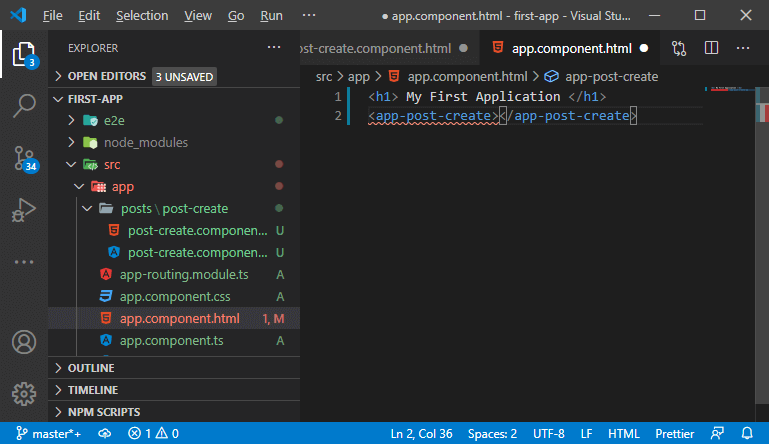 File Edit Selection View Go Run ··· ● app.component.html - first-app - Visual Stu...
EXPLORER ···
ost-create.component.html ●
app.component.html ● ···
OPEN EDITORS 3 UNSAVED
src > app > app.component.html > app-post-create
FIRST-APP
e2e
node_modules
src
app
posts \ post-create
post-create.componen... U
post-create.componen... U
app-routing.module.ts A
app.component.css A
app.component.html 1, M
app.component.ts A
OUTLINE
TIMELINE
NPM SCRIPTS
3
34
···
1 <h1> My First Application </h1>
2 <app-post-create></app-post-create>
master*+ 1 0 Ln 2, Col 36 Spaces: 2 UTF-8 LF HTML Prettier